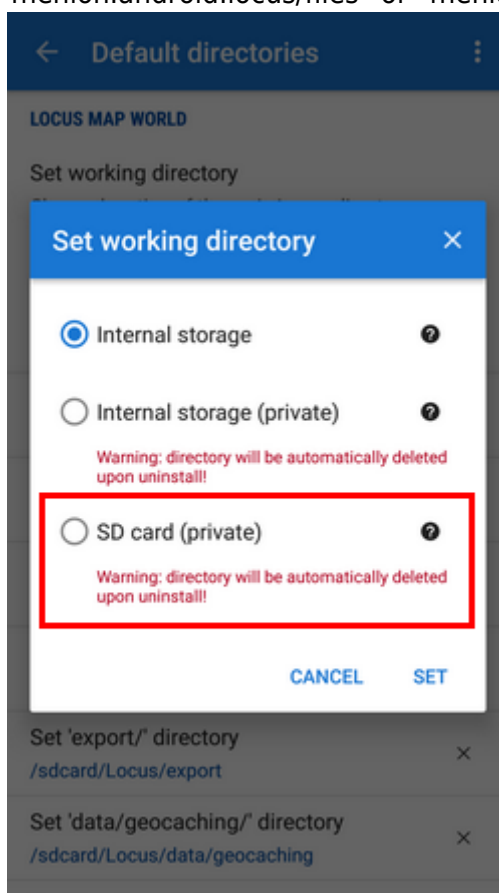 Default directories
LOCUS MAP WORLD
Set working directory
Set working directory
Internal storage
Internal storage (private)
Warning: directory will be automatically deleted
upon uninstall!
SD card (private)
Warning: directory will be automatically deleted
upon uninstall!
CANCEL SET
Set 'export/' directory
/sdcard/Locus/export
Set 'data/geocaching/' directory
/sdcard/Locus/data/geocaching